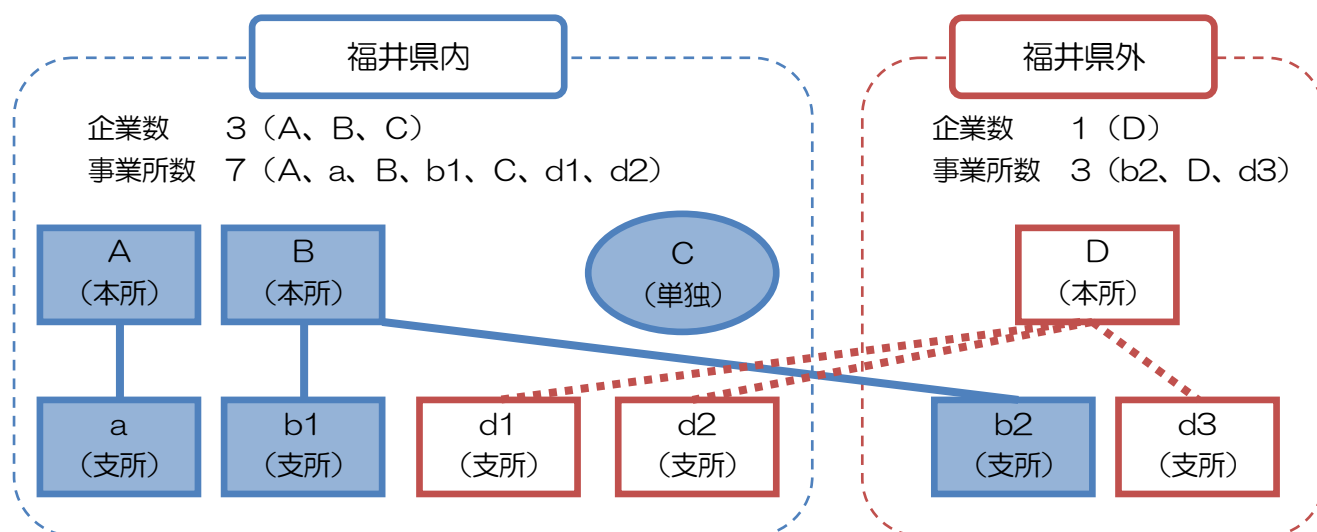 福井県内
福井県外
企業数 3（A、B、C）
事業所数 7（A、a、B、b1、C、d1、d2）
企業数 1（D）
事業所数 3（b2、D、d3）
A
（本所）
B
（本所）
C
（単独）
D
（本所）
a
（支所）
b1
（支所）
d1
（支所）
d2
（支所）
b2
（支所）
d3
（支所）